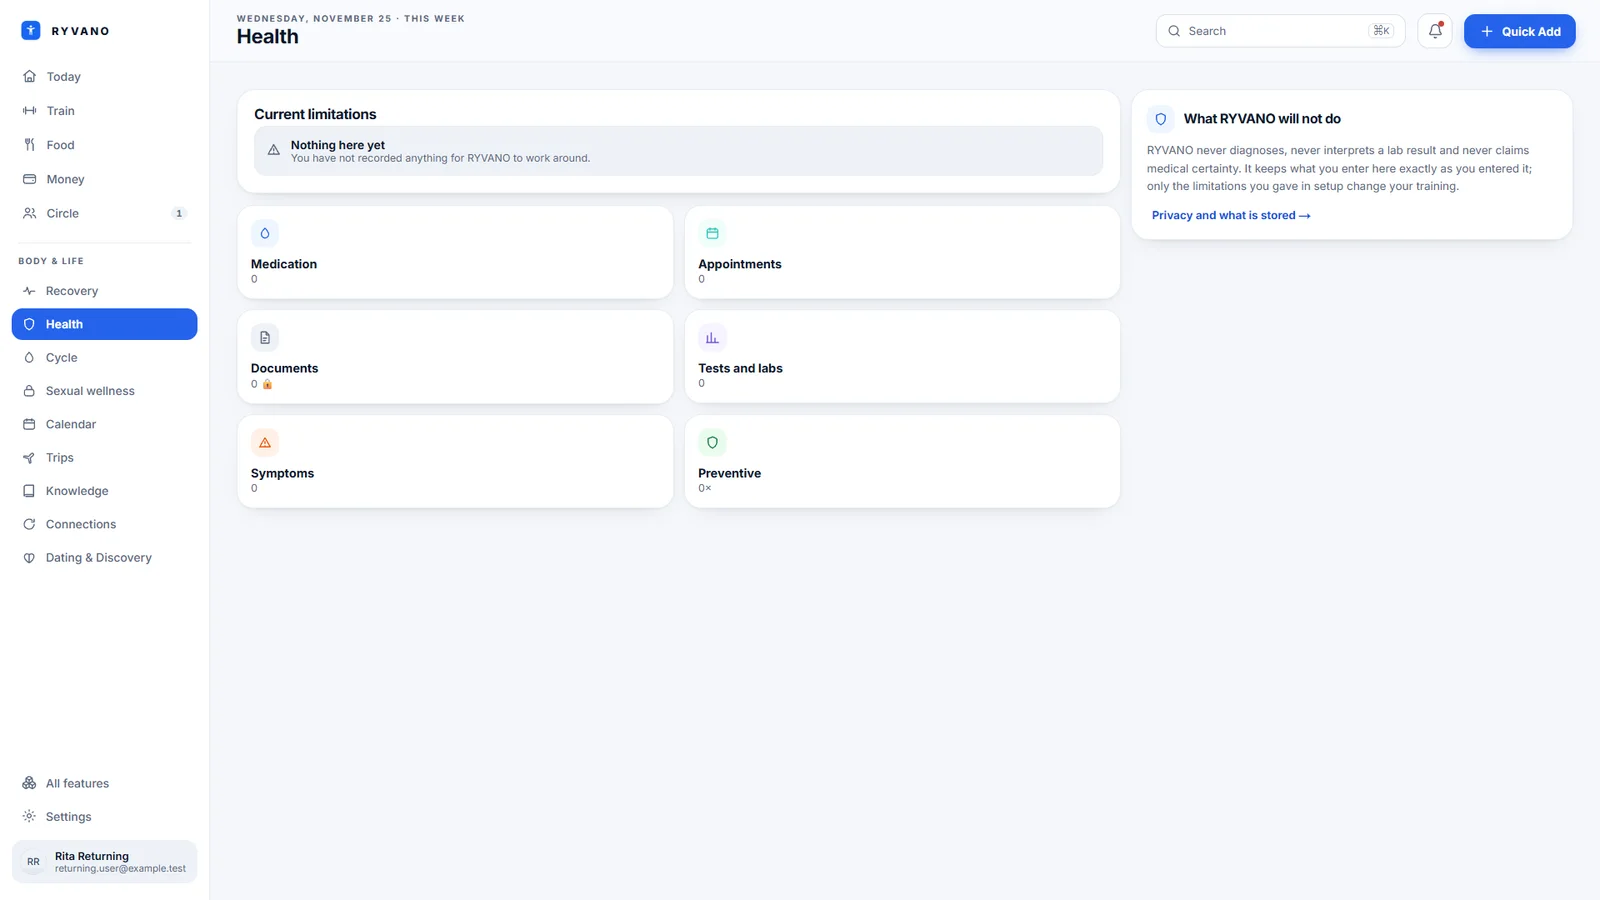 RYVANO
Today
Train
Food
Money
Circle
1
BODY & LIFE
Recovery
Health
Cycle
Sexual wellness
Calendar
Trips
Knowledge
Connections
Dating & Discovery
All features
Settings
RR
Rita Returning
returning.user@example.test
WEDNESDAY, NOVEMBER 25 · THIS WEEK
Health
Search
⌘K
Quick Add
Current limitations
Nothing here yet
You have not recorded anything for RYVANO to work around.
Medication
0
Appointments
0
Documents
0 🔒
Tests and labs
0
Symptoms
0
Preventive
0×
What RYVANO will not do
RYVANO never diagnoses, never interprets a lab result and never claims
medical certainty. It keeps what you enter here exactly as you entered it;
only the limitations you gave in setup change your training.
Privacy and what is stored →